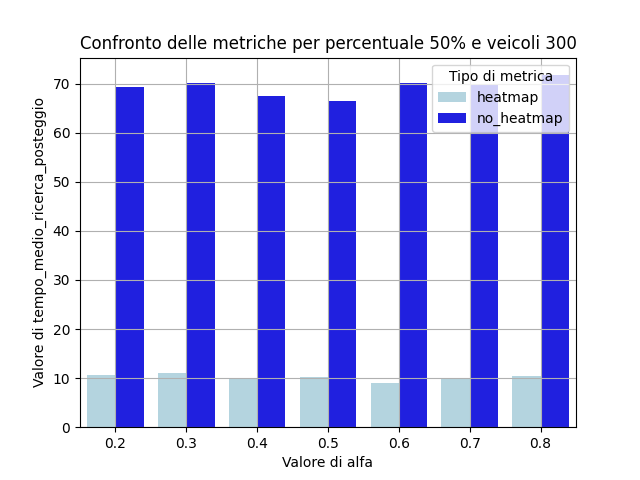 Confronto delle metriche per percentuale 50% e veicoli 300
Tipo di metrica
heatmap
no_heatmap
Valore di tempo_medio_ricerca_posteggio
70
60
50
40
30
20
10
0
0.2 0.3 0.4 0.5 0.6 0.7 0.8
Valore di alfa